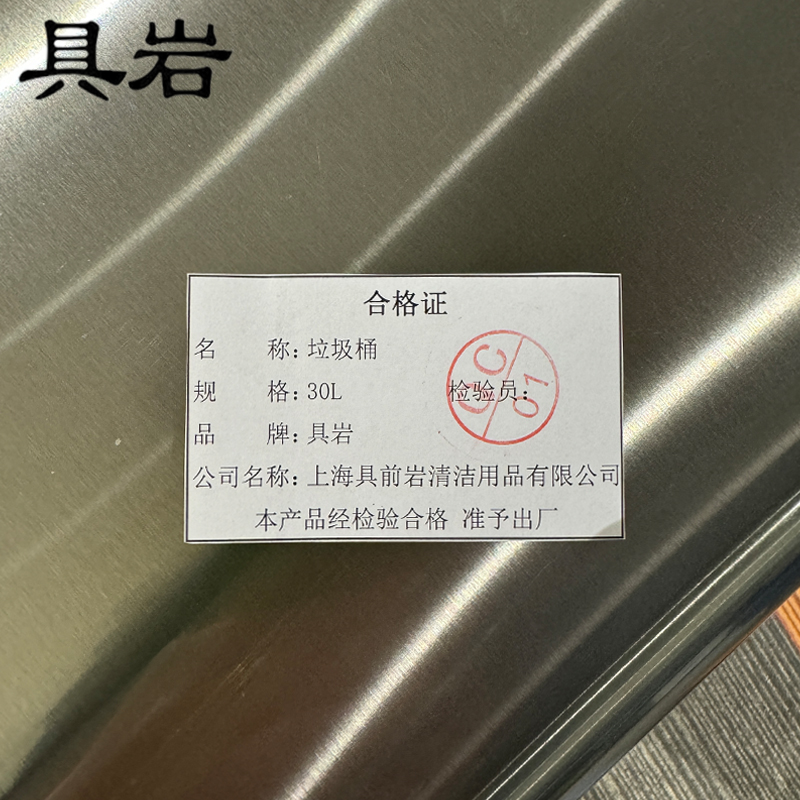 具岩
合格证
名 称：垃圾桶
规 格：30L 检验员：
QC
01
品 牌：具岩
公司名称：上海具前岩清洁用品有限公司
本产品经检验合格 准予出厂